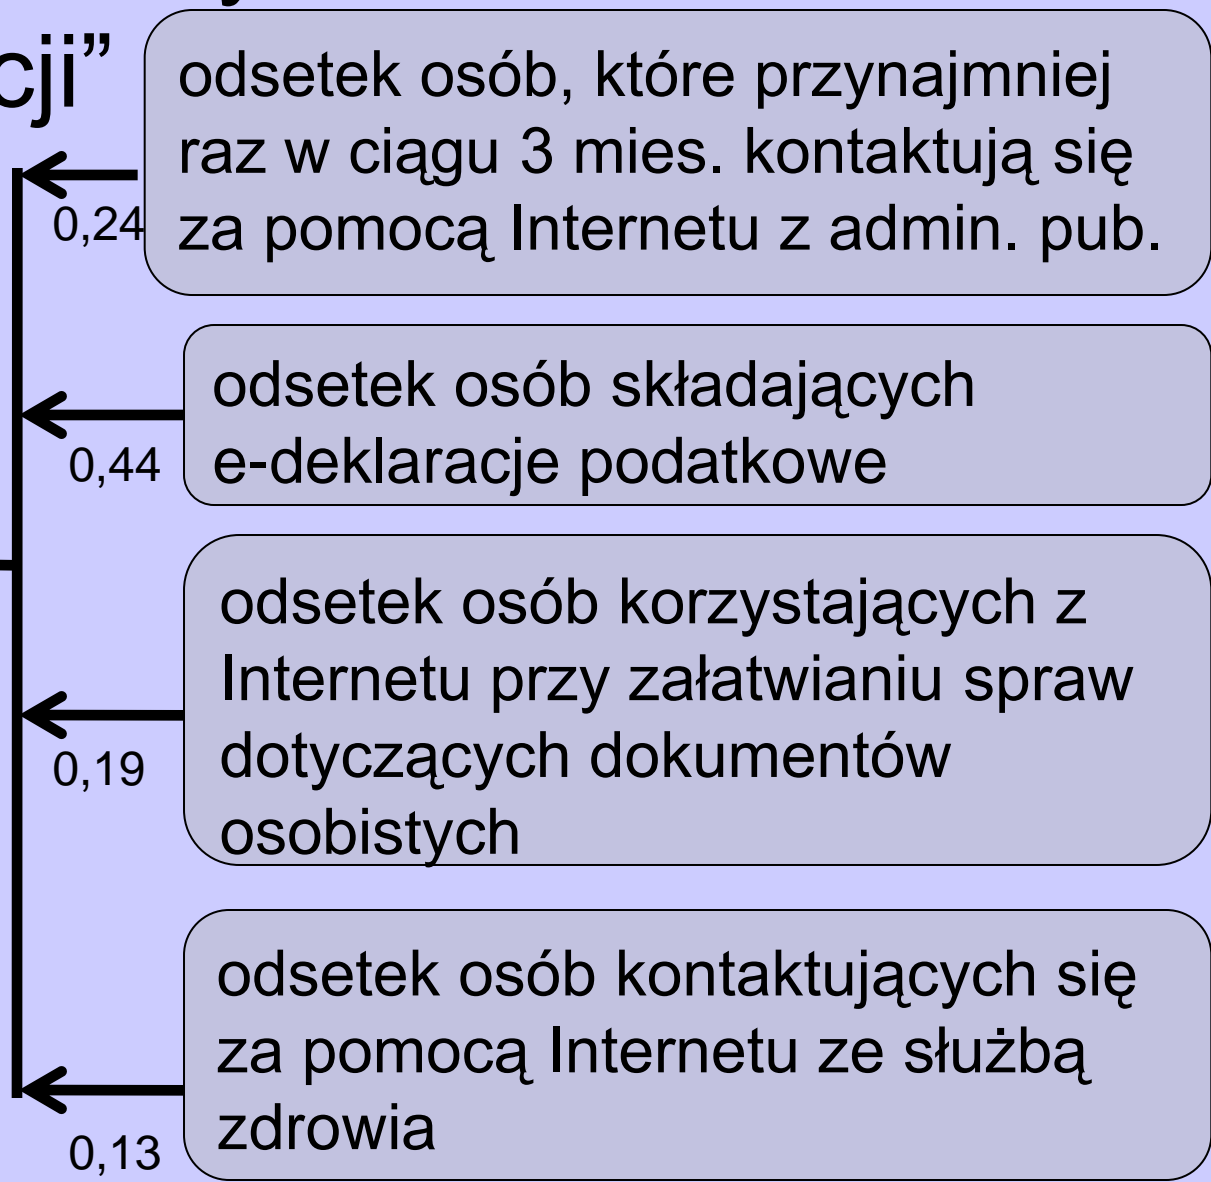 cji”
odsetek osób, które przynajmniej
raz w ciągu 3 mies. kontaktują się
za pomocą Internetu z admin. pub.
0,24
odsetek osób składających
e-deklaracje podatkowe
0,44
odsetek osób korzystających z
Internetu przy załatwianiu spraw
dotyczących dokumentów
osobistych
0,19
odsetek osób kontaktujących się
za pomocą Internetu ze służbą
zdrowia
0,13